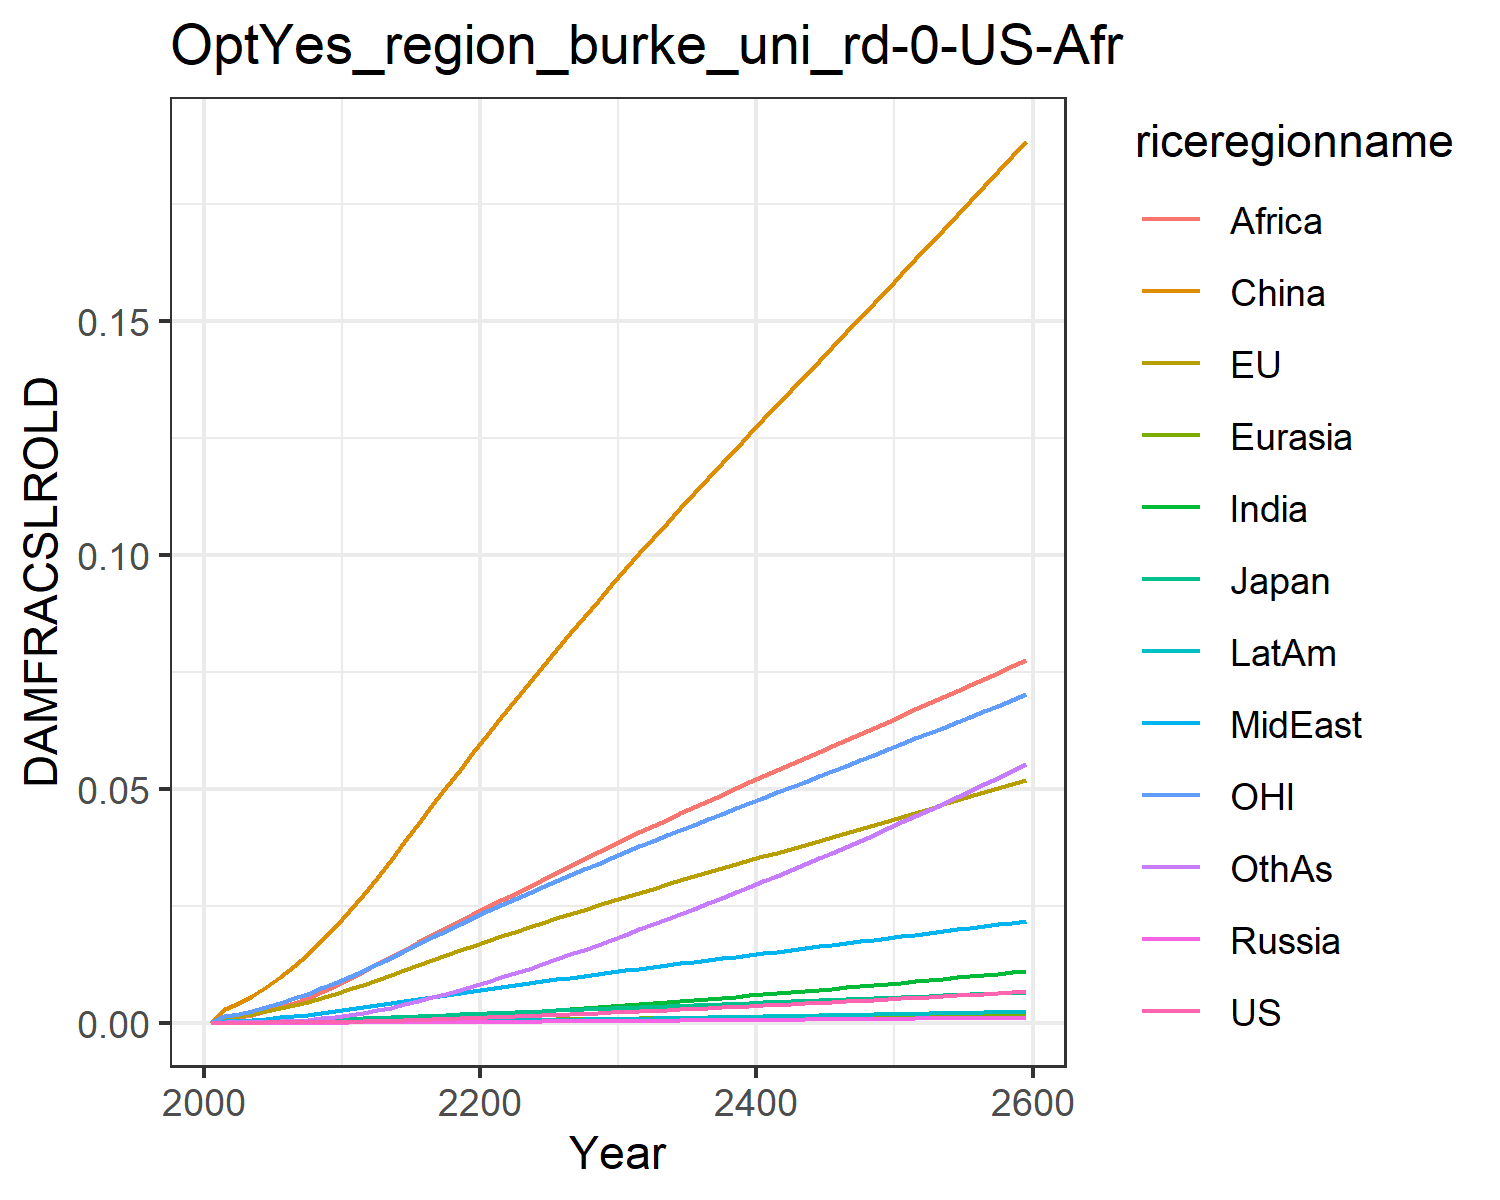 OptYes_region_burke_uni_rd-0-US-Afr
DAMFRACSLROLD
0.15
0.10
0.05
0.00
2000 2200 2400 2600
Year
riceregionname
Africa
China
EU
Eurasia
India
Japan
LatAm
MidEast
OHI
OthAs
Russia
US